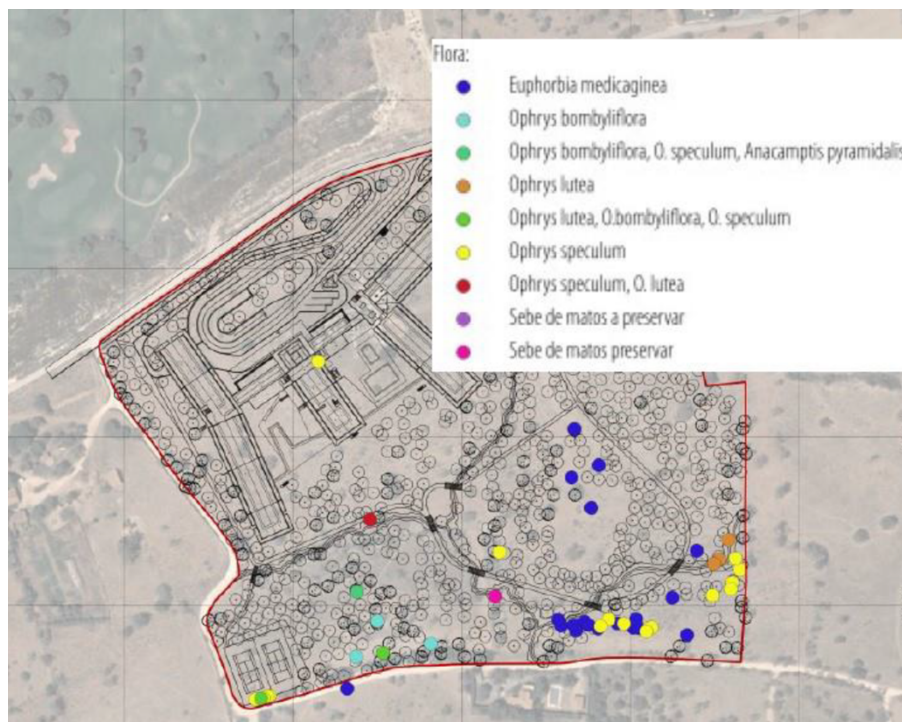 Flora:
Euphorbia medicaginea
Ophrys bombyliflora
Ophrys bombyliflora, O. speculum, Anacamptis pyramidalis
Ophrys lutea
Ophrys lutea, O.bombyliflora, O. speculum
Ophrys speculum
Ophrys speculum, O. lutea
Sebe de matos a preservar
Sebe de matos preservar